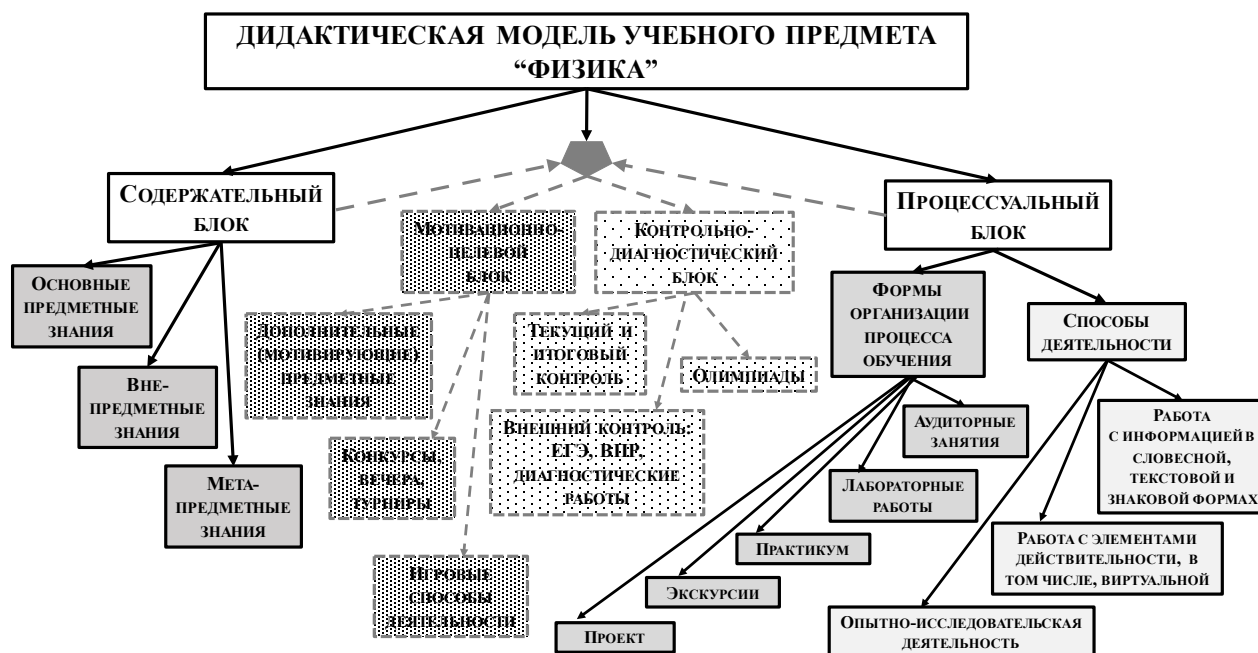 ДИДАКТИЧЕСКАЯ МОДЕЛЬ УЧЕБНОГО ПРЕДМЕТА
“ФИЗИКА”
СОДЕРЖАТЕЛЬНЫЙ
БЛОК
МОТИВАЦИОННО-
ЦЕЛЕВОЙ
БЛОК
КОНТРОЛЬНО-
ДИАГНОСТИЧЕСКИЙ
БЛОК
ПРОЦЕССУАЛЬНЫЙ
БЛОК
ОСНОВНЫЕ
ПРЕДМЕТНЫЕ
ЗНАНИЯ
ВНЕ-
ПРЕДМЕТНЫЕ
ЗНАНИЯ
МЕТА-
ПРЕДМЕТНЫЕ
ЗНАНИЯ
ДОПОЛНИТЕЛЬНЫЕ
(МОТИВИРУЮЩИЕ)
ПРЕДМЕТНЫЕ
ЗНАНИЯ
КОНКУРСЫ,
ВЕЧЕРА,
ТУРНИРЫ
ИГРОВЫЕ
СПОСОБЫ
ДЕЯТЕЛЬНОСТИ
ТЕКУЩИЙ И
ИТОГОВЫЙ
КОНТРОЛЬ
ОЛИМПИАДЫ
ВНЕШНИЙ КОНТРОЛЬ:
ЕГЭ, ВПР,
ДИАГНОСТИЧЕСКИЕ
РАБОТЫ
ФОРМЫ
ОРГАНИЗАЦИИ
ПРОЦЕССА
ОБУЧЕНИЯ
СПОСОБЫ
ДЕЯТЕЛЬНОСТИ
АУДИТОРНЫЕ
ЗАНЯТИЯ
ЛАБОРАТОРНЫЕ
РАБОТЫ
ПРАКТИКУМ
ЭКСКУРСИИ
ПРОЕКТ
РАБОТА
С ИНФОРМАЦИЕЙ В
СЛОВЕСНОЙ,
ТЕКСТОВОЙ И
ЗНАКОВОЙ ФОРМАХ
РАБОТА С ЭЛЕМЕНТАМИ
ДЕЙСТВИТЕЛЬНОСТИ, В
ТОМ ЧИСЛЕ, ВИРТУАЛЬНОЙ
ОПЫТНО-ИССЛЕДОВАТЕЛЬСКАЯ
ДЕЯТЕЛЬНОСТЬ